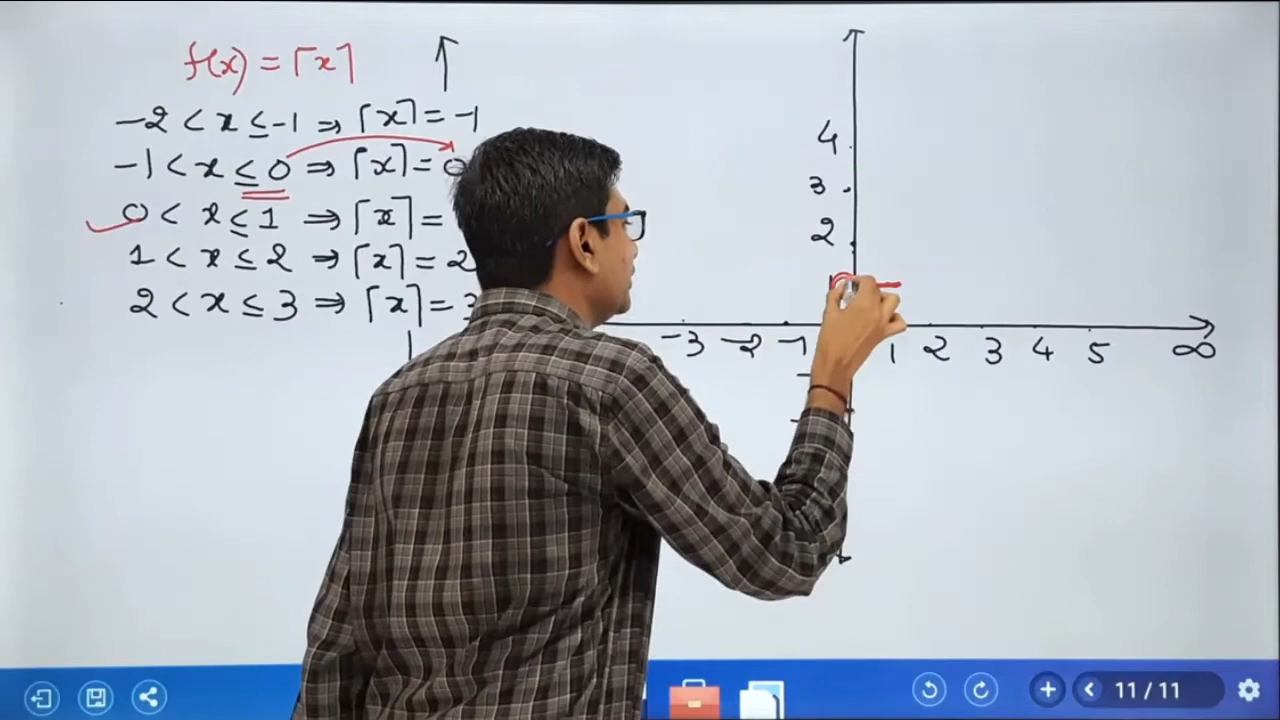 f(x) = ⌈x⌉
-2 < x ≤ -1 ⇒ ⌈x⌉ = -1
-1 < x ≤ 0 ⇒ ⌈x⌉ = 0
0 < x ≤ 1 ⇒ ⌈x⌉ =
1 < x ≤ 2 ⇒ ⌈x⌉ = 2
2 < x ≤ 3 ⇒ ⌈x⌉ = 3
4
3
2
-3 -2 -1 1 2 3 4 5 ∞
11 / 11